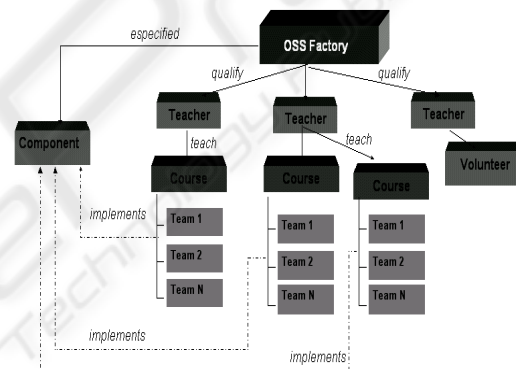 especified
OSS Factory
qualify
qualify
Teacher
Teacher
Teacher
teach
teach
Component
Volunteer
Course
Course
Course
implements
Team 1
Team 2
Team N
Team 1
Team 2
Team N
Team 1
Team 2
Team N
implements
implements